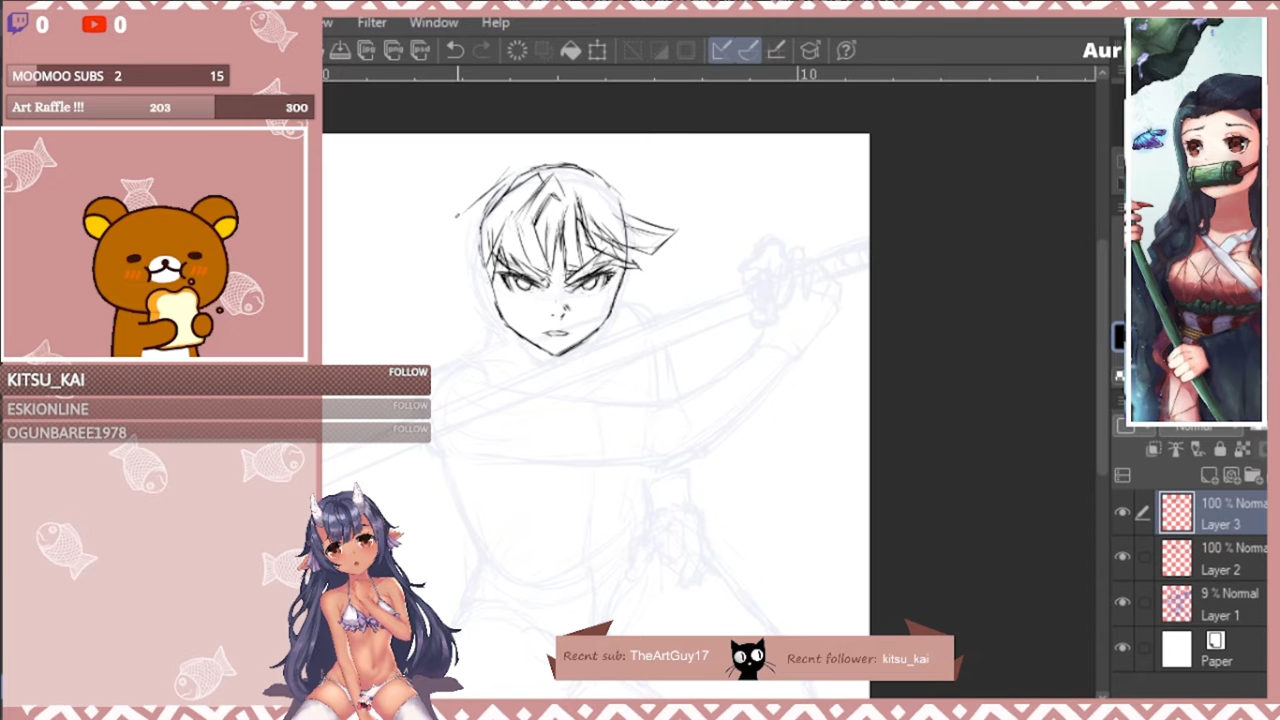 0
0
w Filter Window Help
MOOMOO SUBS 2 15
Art Raffle !!! 203 300
0
10
Aur
KITSU_KAI FOLLOW
ESKIONLINE FOLLOW
OGUNBAREE1978 FOLLOW
Normal
100 % Norma
Layer 3
100 % Norma
Layer 2
9 % Normal
Layer 1
Paper
Recnt sub: TheArtGuy17
Recnt follower: kitsu_kai